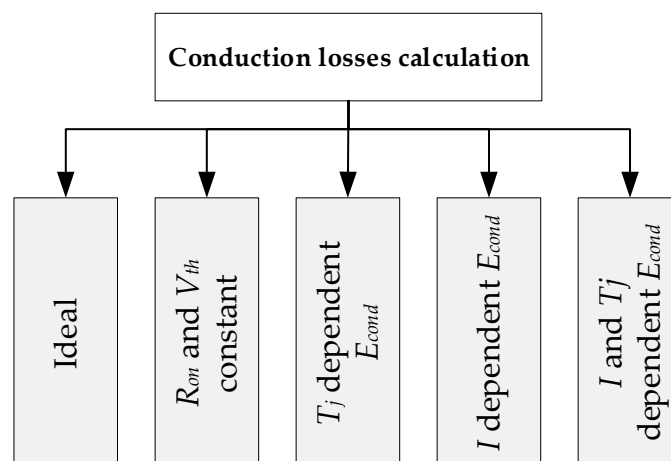 Conduction losses calculation
Ideal
Ron and Vth
constant
Tj dependent
Econd
I dependent Econd
I and Tj
dependent Econd